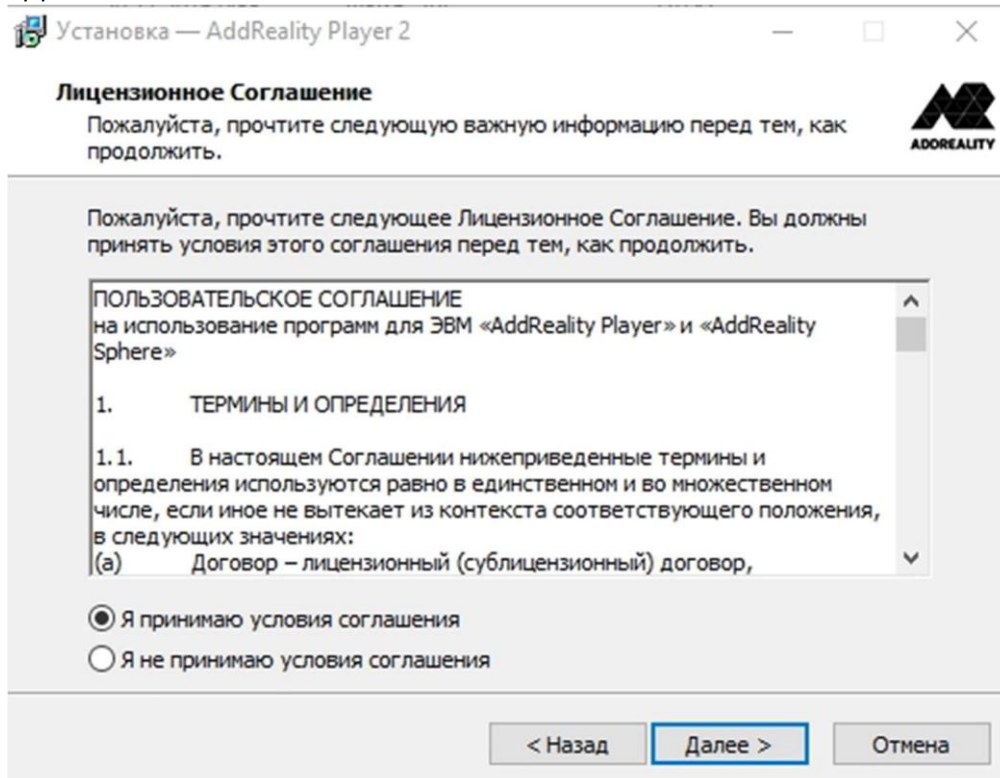 Установка — AddReality Player 2
Лицензионное Соглашение
Пожалуйста, прочтите следующую важную информацию перед тем, как
продолжить.
ADDREALITY
Пожалуйста, прочтите следующее Лицензионное Соглашение. Вы должны
принять условия этого соглашения перед тем, как продолжить.
ПОЛЬЗОВАТЕЛЬСКОЕ СОГЛАШЕНИЕ
на использование программ для ЭВМ «AddReality Player» и «AddReality
Sphere»
1. ТЕРМИНЫ И ОПРЕДЕЛЕНИЯ
1.1. В настоящем Соглашении нижеприведенные термины и
определения используются равно в единственном и во множественном
числе, если иное не вытекает из контекста соответствующего положения,
в следующих значениях:
(a) Договор – лицензионный (сублицензионный) договор,
Я принимаю условия соглашения
Я не принимаю условия соглашения
< Назад
Далее >
Отмена